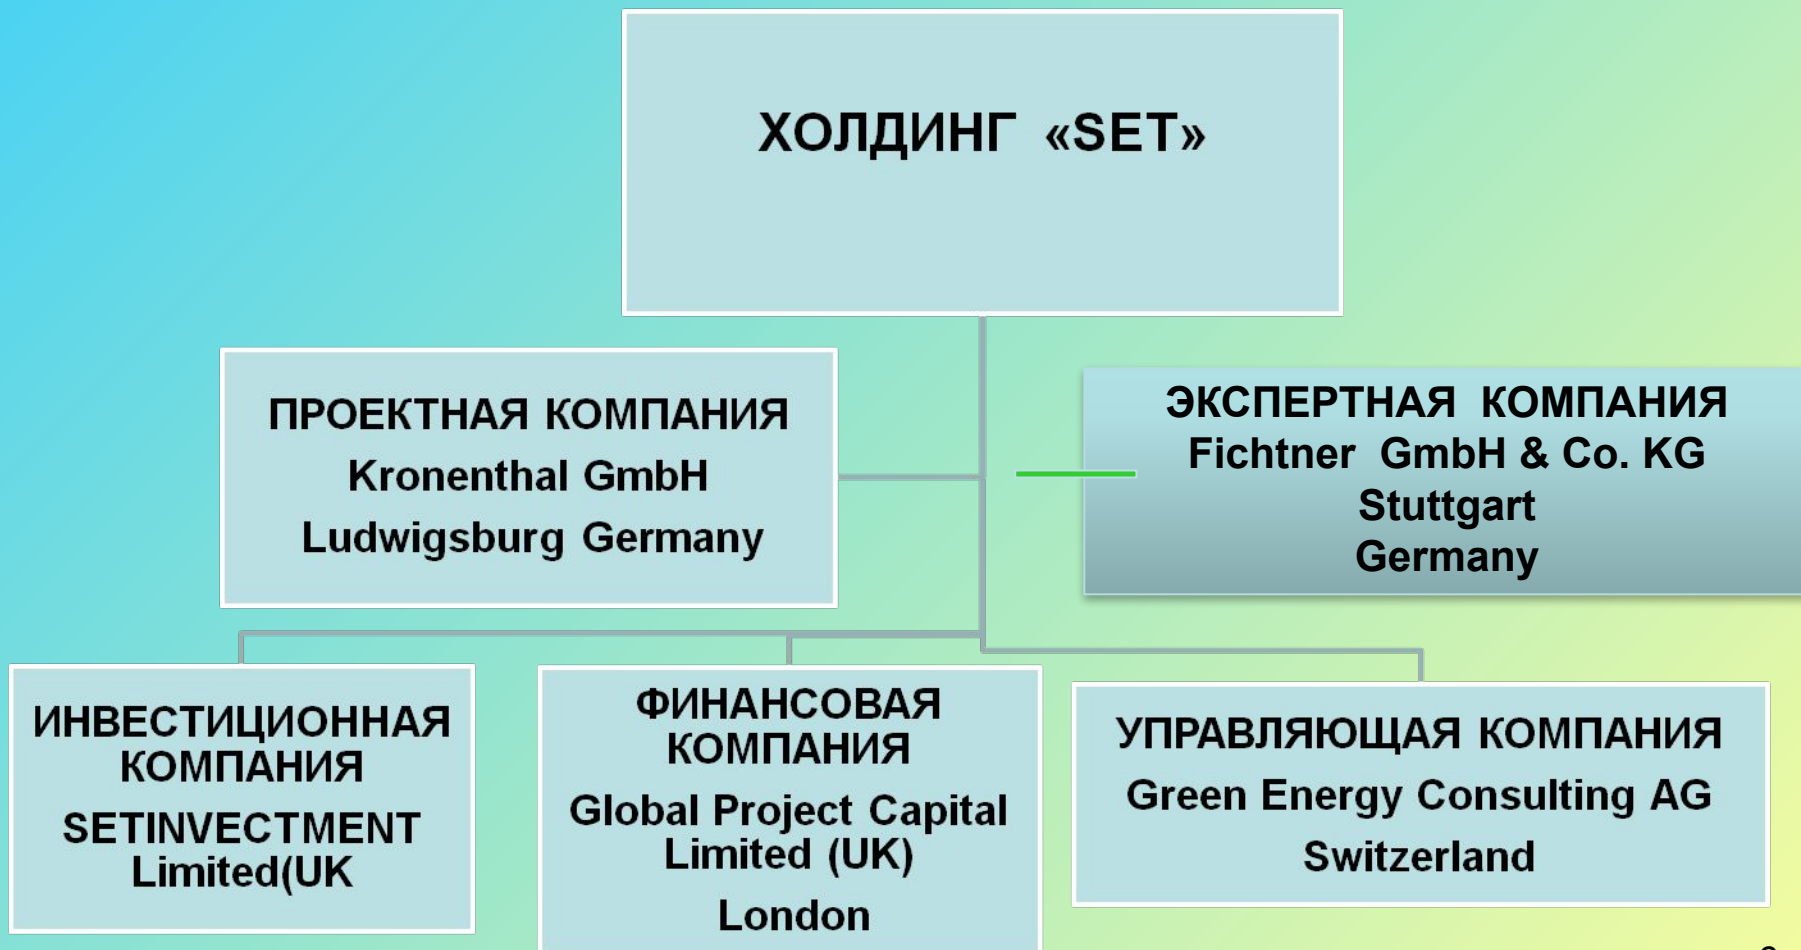 ХОЛДИНГ «SET»
ПРОЕКТНАЯ КОМПАНИЯ
Kronenthal GmbH
Ludwigsburg Germany
ЭКСПЕРТНАЯ КОМПАНИЯ
Fichtner GmbH & Co. KG
Stuttgart
Germany
ИНВЕСТИЦИОННАЯ
КОМПАНИЯ
SETINVECTMENT
Limited(UK
ФИНАНСОВАЯ
КОМПАНИЯ
Global Project Capital
Limited (UK)
London
УПРАВЛЯЮЩАЯ КОМПАНИЯ
Green Energy Consulting AG
Switzerland